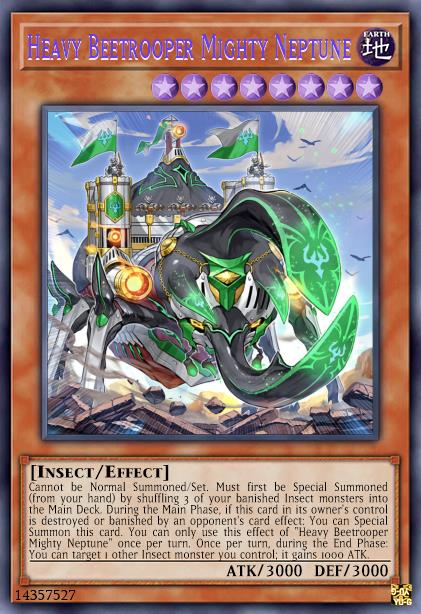 Heavy Beetrooper Mighty Neptune
EARTH
地
[Insect/Effect]
Cannot be Normal Summoned/Set. Must first be Special Summoned
(from your hand) by shuffling 3 of your banished Insect monsters into
the Main Deck. During the Main Phase, if this card in its owner's control
is destroyed or banished by an opponent's card effect: You can Special
Summon this card. You can only use this effect of "Heavy Beetrooper
Mighty Neptune" once per turn. Once per turn, during the End Phase:
You can target 1 other Insect monster you control; it gains 1000 ATK.
ATK/3000 DEF/3000
14357527